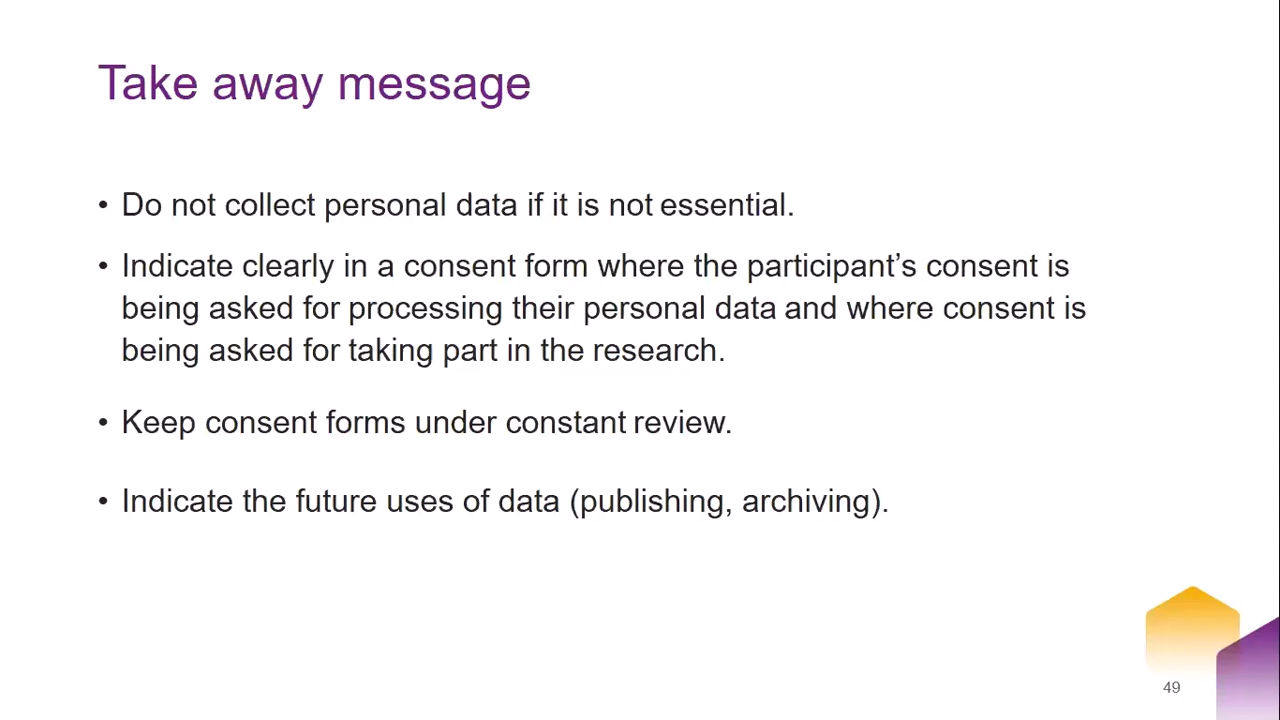 Take away message
• Do not collect personal data if it is not essential.
• Indicate clearly in a consent form where the participant’s consent is
being asked for processing their personal data and where consent is
being asked for taking part in the research.
• Keep consent forms under constant review.
• Indicate the future uses of data (publishing, archiving).
49